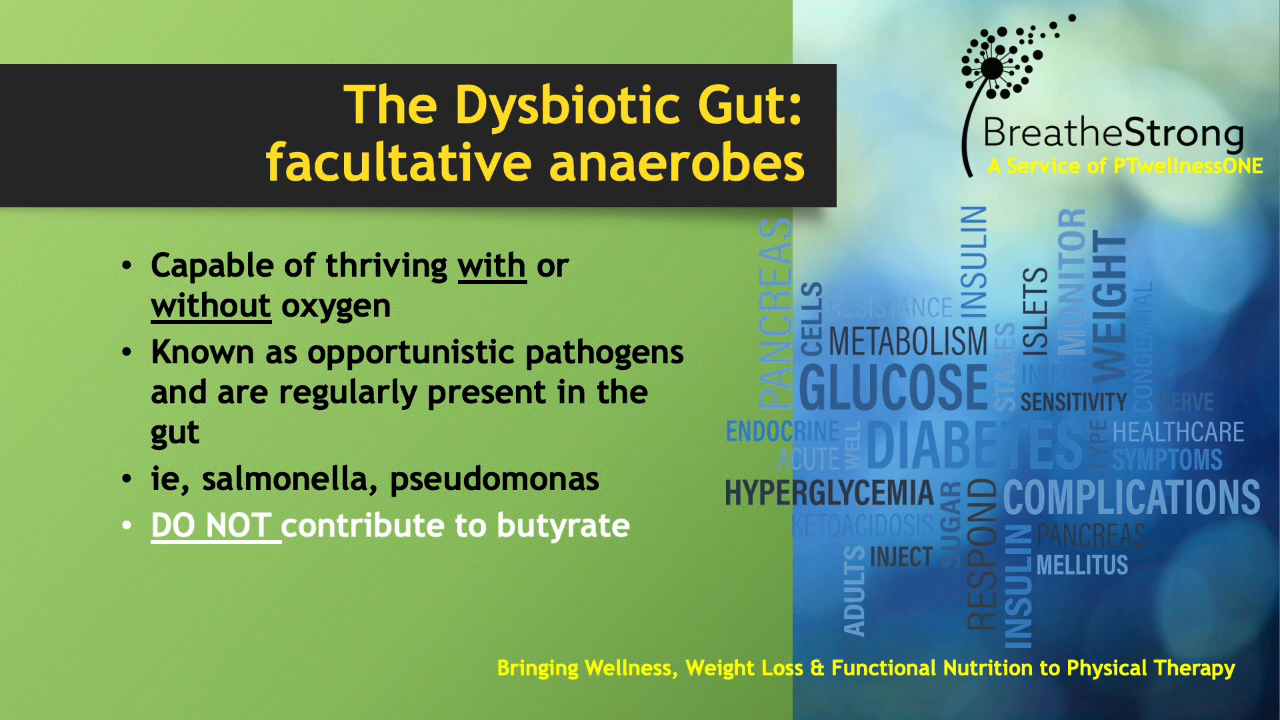 The Dysbiotic Gut:
facultative anaerobes
BreatheStrong
A Service of PTwellnessONE
• Capable of thriving with or
without oxygen
• Known as opportunistic pathogens
and are regularly present in the
gut
• ie, salmonella, pseudomonas
• DO NOT contribute to butyrate
PANCREAS
CELLS
RESISTANCE
INSULIN
METABOLISM
ISLETS
MONITOR
WEIGHT
CONGENITAL
GLUCOSE
STAGES
INJECT
SENSITIVITY
NERVE
ENDOCRINE
ACUTE
WELL
DIABETES
TYPE
HEALTHCARE
SYMPTOMS
HYPERGLYCEMIA
SUGAR
RESPOND
COMPLICATIONS
KETOACIDOSIS
PANCREAS
ADULTS
INJECT
INSULIN
MELLITUS
Bringing Wellness, Weight Loss & Functional Nutrition to Physical Therapy